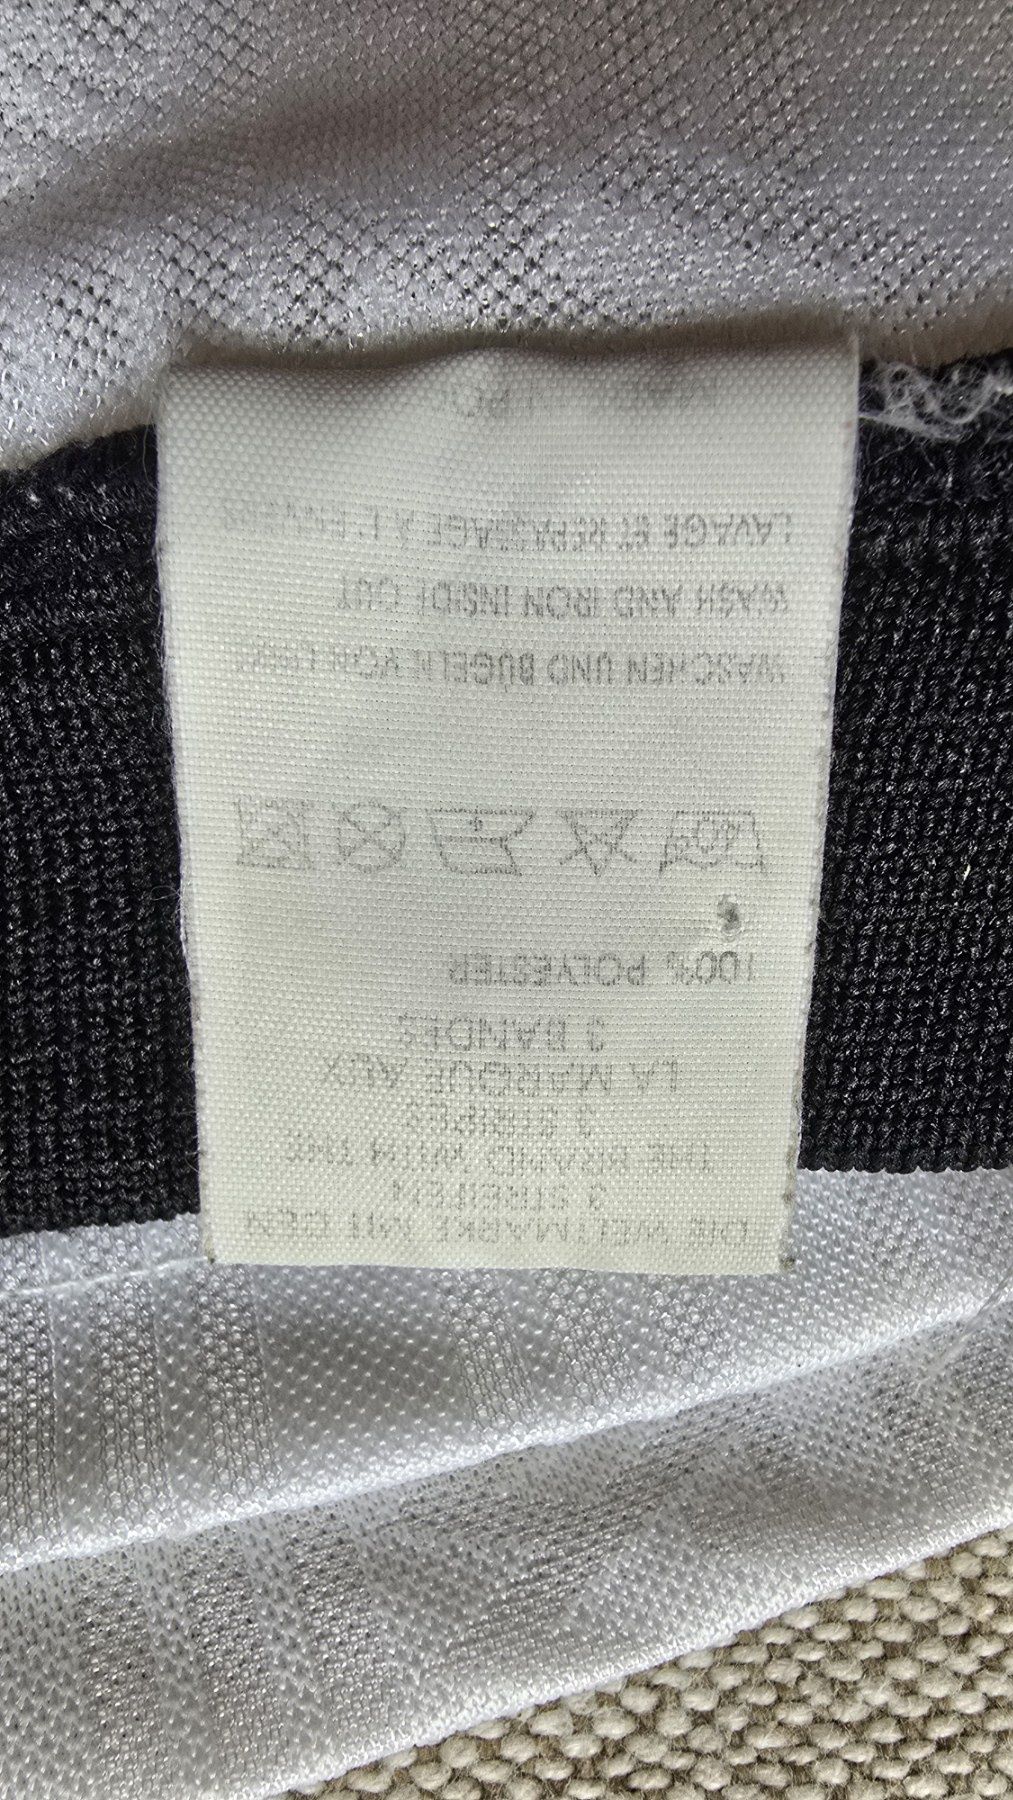 DIE WELTMARKE MIT DEN
3 STREIFEN
THE BRAND WITH THE
3 STRIPES
LA MARQUE AUX
3 BANDES
100% POLYESTER
WASCHEN UND BÜGELN VON LINKS
WASH AND IRON INSIDE OUT
LAVAGE ET REPASSAGE À L'ENVERS